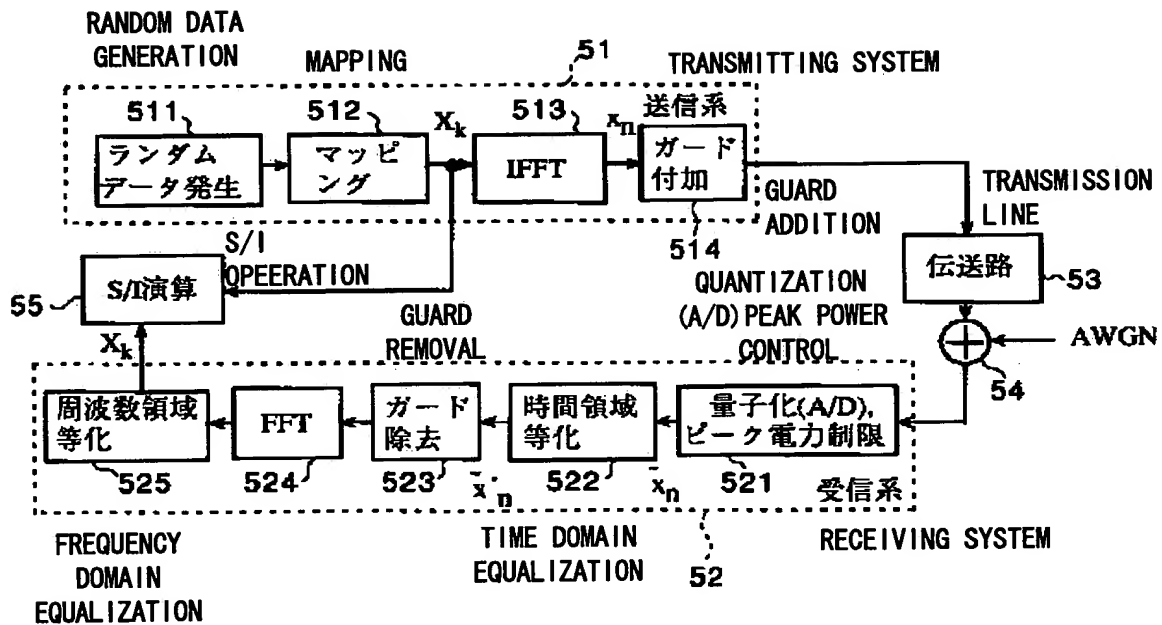 RANDOM DATA
GENERATION
MAPPING
51
TRANSMITTING SYSTEM
511
512
X_k
513
x_n
送信系
ランダム
データ発生
マッピ
ング
IFFT
ガード
付加
GUARD
ADDITION
514
TRANSMISSION
LINE
S/I
OPEERATION
S/I演算
55
X_k
伝送路
53
GUARD
REMOVAL
QUANTIZATION
(A/D)PEAK POWER
CONTROL
AWGN
54
周波数領域
等化
FFT
ガード
除去
時間領域
等化
量子化(A/D),
ピーク電力制限
525
524
523
x̄'_n
522
x̄_n
521
受信系
FREQUENCY
DOMAIN
EQUALIZATION
TIME DOMAIN
EQUALIZATION
52
RECEIVING SYSTEM